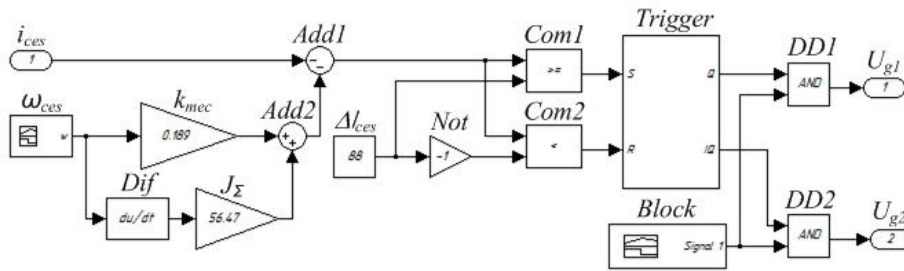 i_ces
1
Add1
− −
Com1
>=
Trigger
S
Q
R
!Q
DD1
AND
U_g1
1
ω_ces
w
k_mec
0.189
Add2
+ +
ΔI_ces
88
Not
-1
Com2
<
Dif
du/dt
J_Σ
56.47
Block
Signal 1
DD2
AND
U_g2
2